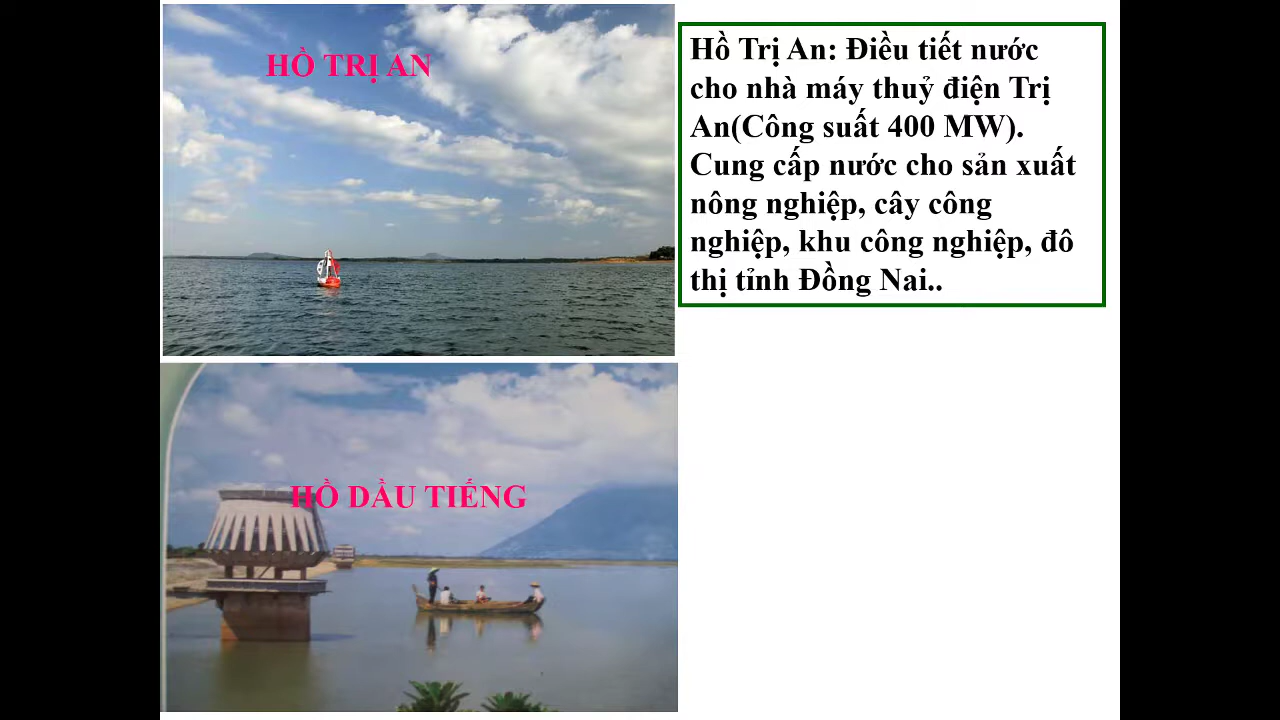 HỒ TRỊ AN
Hồ Trị An: Điều tiết nước
cho nhà máy thuỷ điện Trị
An(Công suất 400 MW).
Cung cấp nước cho sản xuất
nông nghiệp, cây công
nghiệp, khu công nghiệp, đô
thị tỉnh Đồng Nai..
HỒ DẦU TIẾNG